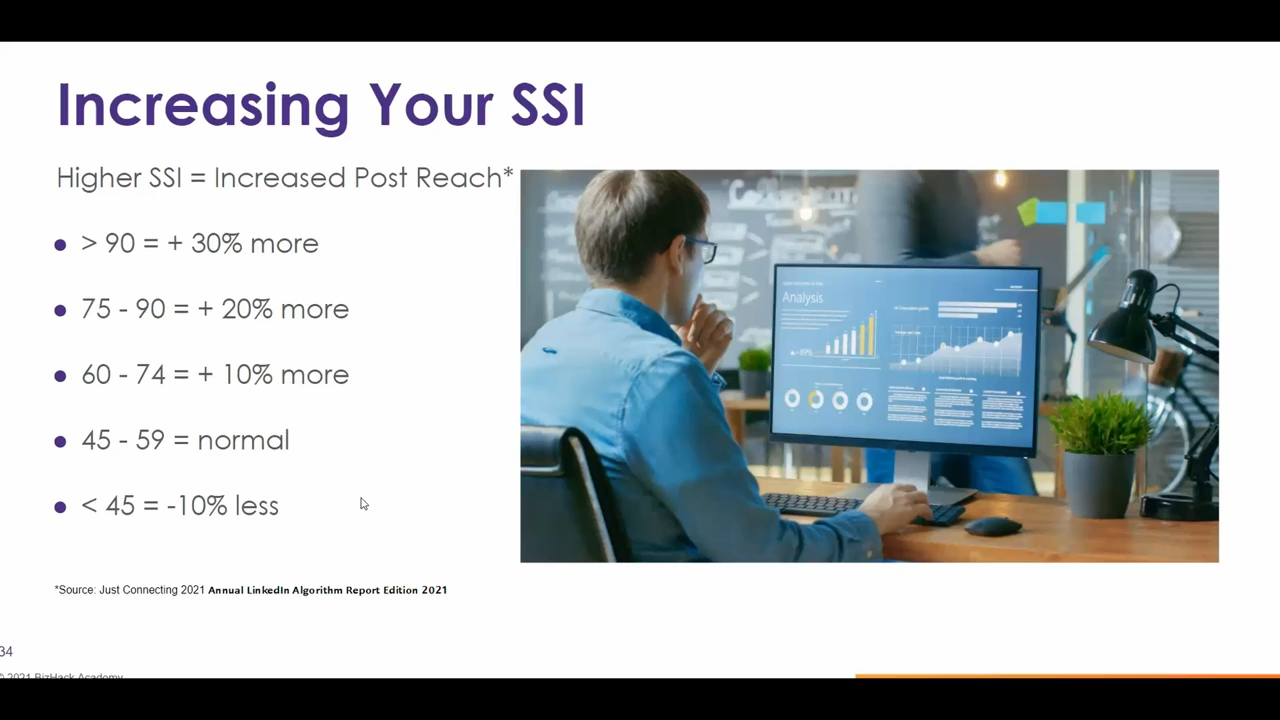 Increasing Your SSI
Higher SSI = Increased Post Reach*
> 90 = + 30% more
75 - 90 = + 20% more
60 - 74 = + 10% more
45 - 59 = normal
< 45 = -10% less
Analysis
*Source: Just Connecting 2021 Annual LinkedIn Algorithm Report Edition 2021
34
© 2021 BizHack Academy